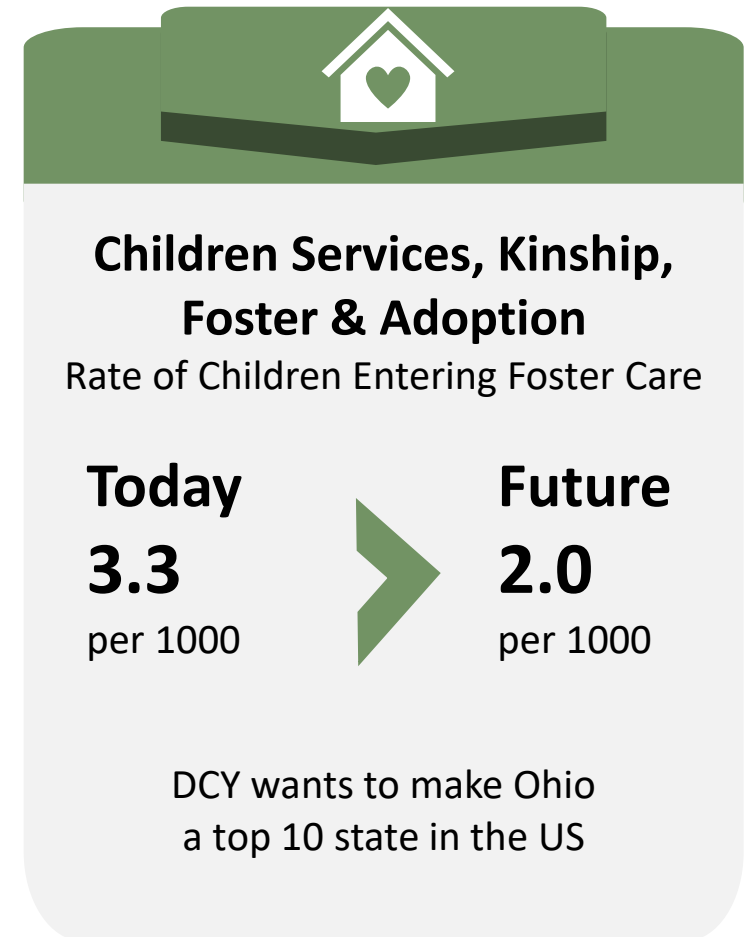 Children Services, Kinship,
Foster & Adoption
Rate of Children Entering Foster Care
Today
3.3
per 1000
Future
2.0
per 1000
DCY wants to make Ohio
a top 10 state in the US